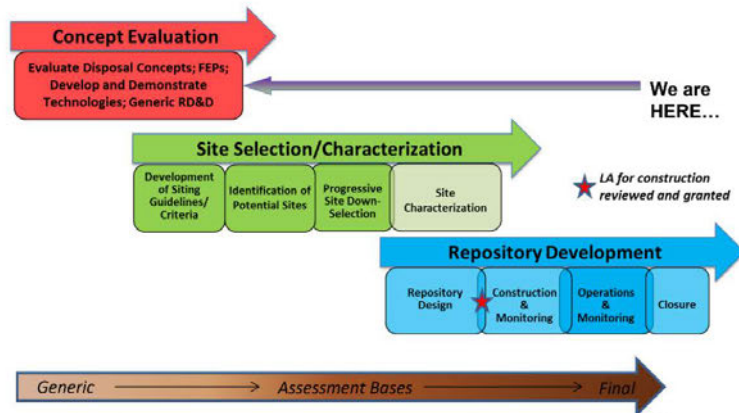 Concept Evaluation
Evaluate Disposal Concepts; FEPs;
Develop and Demonstrate
Technologies; Generic RD&D
We are
HERE...
Site Selection/Characterization
Development
of Siting
Guidelines/
Criteria
Identification of
Potential Sites
Progressive
Site Down-
Selection
Site
Characterization
LA for construction
reviewed and granted
Repository Development
Repository
Design
Construction
&
Monitoring
Operations
&
Monitoring
Closure
Generic
Assessment Bases
Final